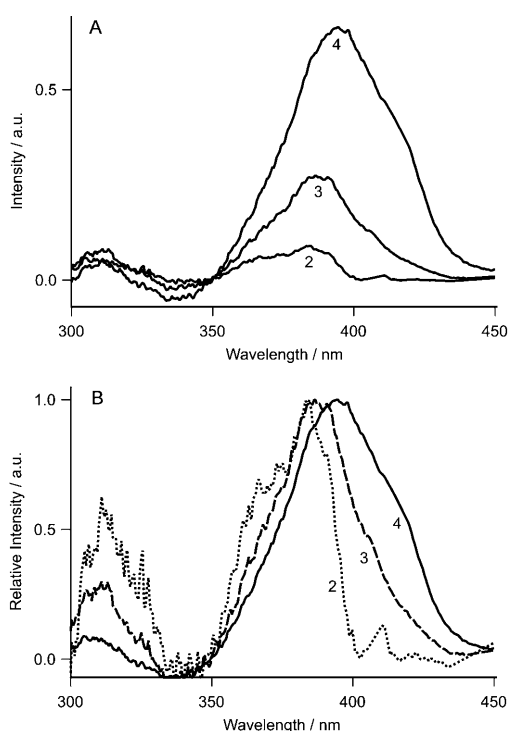 A
4
0.5
Intensity / a.u.
3
2
0.0
300 350 400 450
Wavelength / nm
B
1.0
Relative Intensity / a.u.
0.5
4
3
2
0.0
300 350 400 450
Wavelength / nm